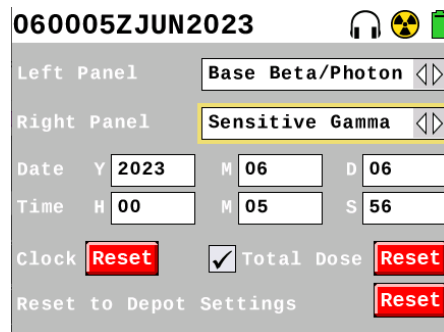 060005ZJUN2023
Left Panel Base Beta/Photon
Right Panel Sensitive Gamma
Date Y 2023 M 06 D 06
Time H 00 M 05 S 56
Clock Reset Total Dose Reset
Reset to Depot Settings Reset